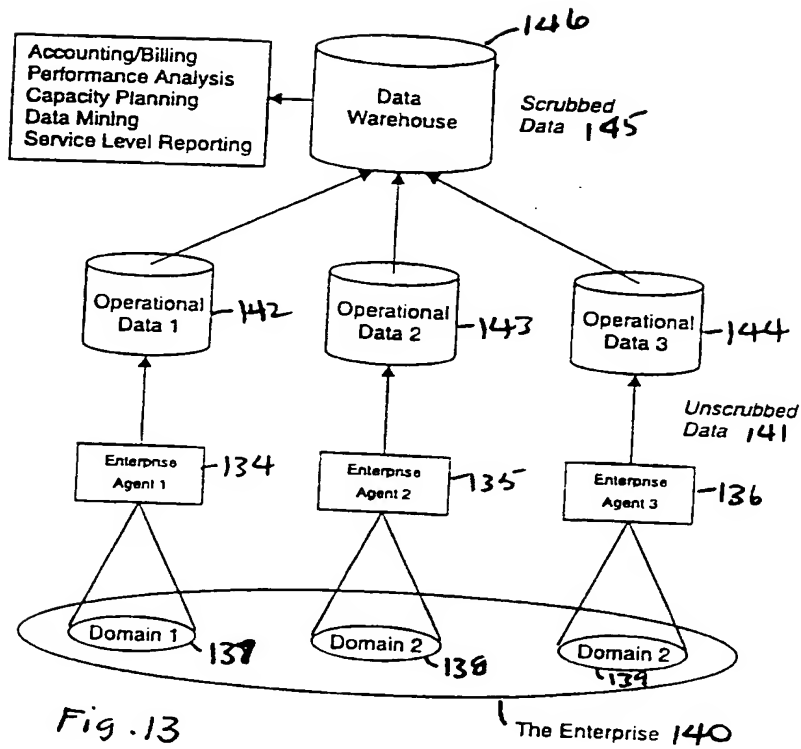 146
Accounting/Billing
Performance Analysis
Capacity Planning
Data Mining
Service Level Reporting
Data
Warehouse
Scrubbed
Data 145
Operational
Data 1
142
Operational
Data 2
143
Operational
Data 3
144
Unscrubbed
Data 141
Enterprise
Agent 1
134
Enterprise
Agent 2
135
Enterprise
Agent 3
136
Domain 1
137
Domain 2
138
Domain 2
139
Fig.13
The Enterprise 140